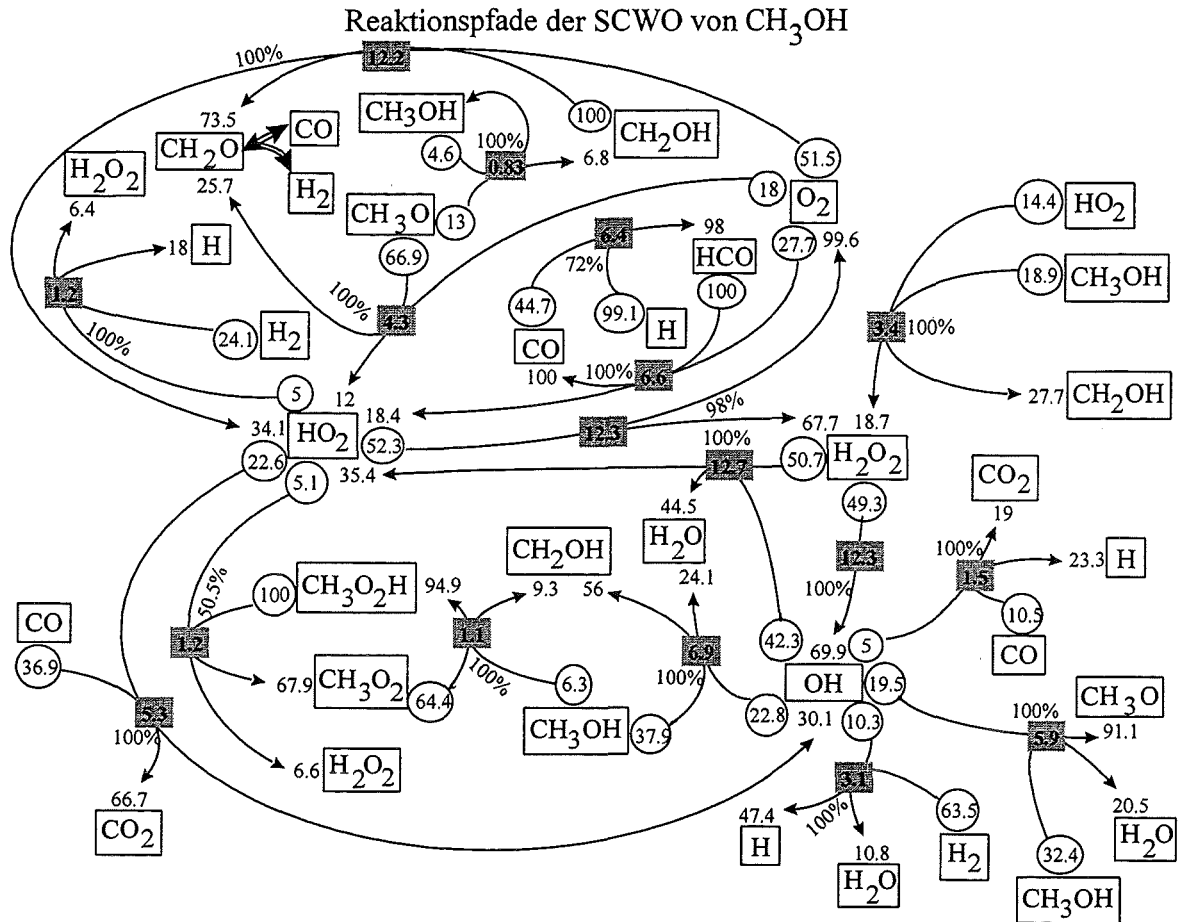 Reaktionspfade der SCWO von CH3OH
100%
12.2
CH3OH
100
CH2OH
73.5
CO
CH2O
H2
25.7
H2O2
6.4
4.6
100%
0.83
6.8
51.5
18
O2
27.7
99.6
CH3O
13
66.9
14.4
HO2
18.9
CH3OH
3.4
100%
27.7
CH2OH
18
H
1.2
100%
24.1
H2
100%
4.3
6.4
98
72%
HCO
100
44.7
99.1
H
CO
100
100%
6.6
5
12
18.4
34.1
HO2
52.3
22.6
5.1
35.4
12.3
98%
67.7
18.7
100%
12.7
50.7
H2O2
49.3
44.5
H2O
24.1
12.3
100%
CO2
19
100%
1.5
23.3
H
10.5
CO
50.5%
100
CH3O2H
94.9
CH2OH
9.3
56
1.2
1.1
6.9
100%
100%
42.3
69.9
5
OH
19.5
22.8
30.1
10.3
CO
36.9
67.9
CH3O2
64.4
6.3
CH3OH
37.9
5.3
100%
6.6
H2O2
66.7
CO2
3.1
100%
47.4
H
10.8
H2O
63.5
H2
100%
5.9
CH3O
91.1
20.5
H2O
32.4
CH3OH